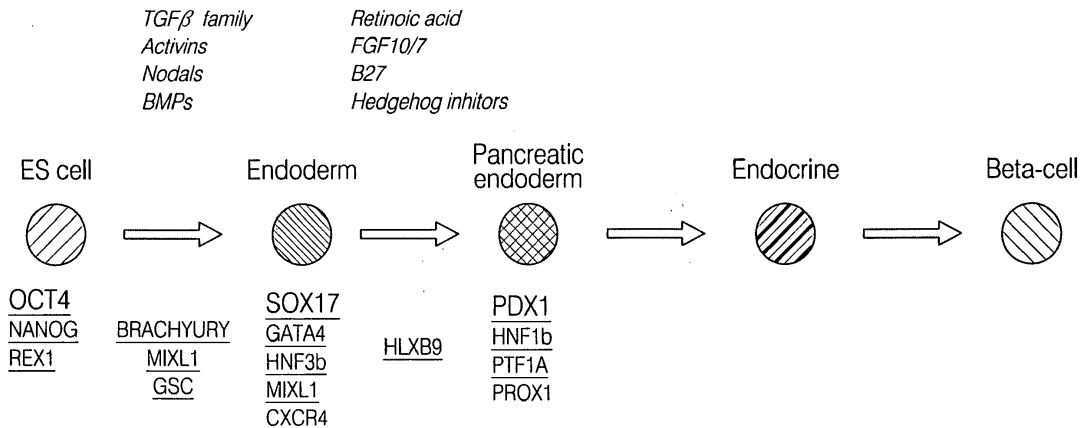 TGFβ family
Activins
Nodals
BMPs
Retinoic acid
FGF10/7
B27
Hedgehog inhitors
ES cell
Endoderm
Pancreatic
endoderm
Endocrine
Beta-cell
OCT4
NANOG
REX1
BRACHYURY
MIXL1
GSC
SOX17
GATA4
HNF3b
MIXL1
CXCR4
HLXB9
PDX1
HNF1b
PTF1A
PROX1